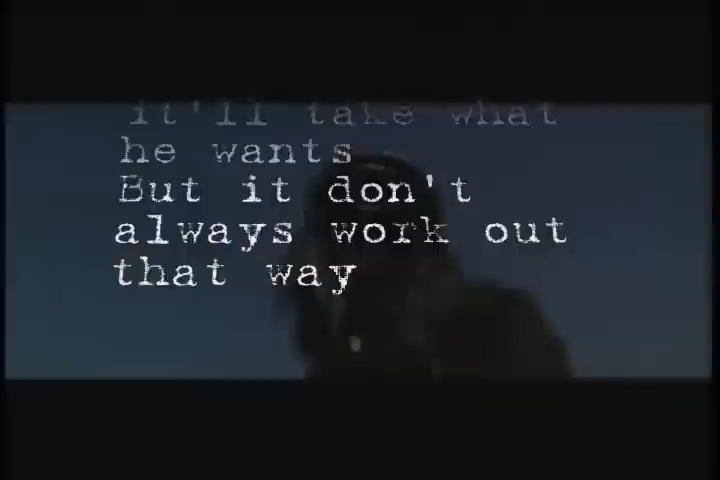 it'll take what
he wants
But it don't
always work out
that way